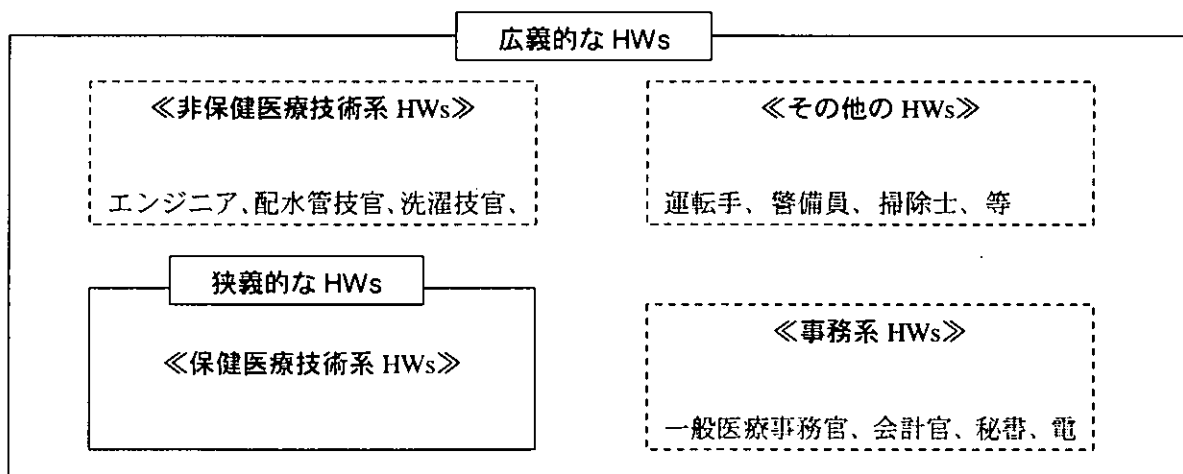 広義的な HWs
≪非保健医療技術系 HWs≫
エンジニア、配水管技官、洗濯技官、
≪その他の HWs≫
運転手、警備員、掃除士、等
狭義的な HWs
≪保健医療技術系 HWs≫
≪事務系 HWs≫
一般医療事務官、会計官、秘書、電